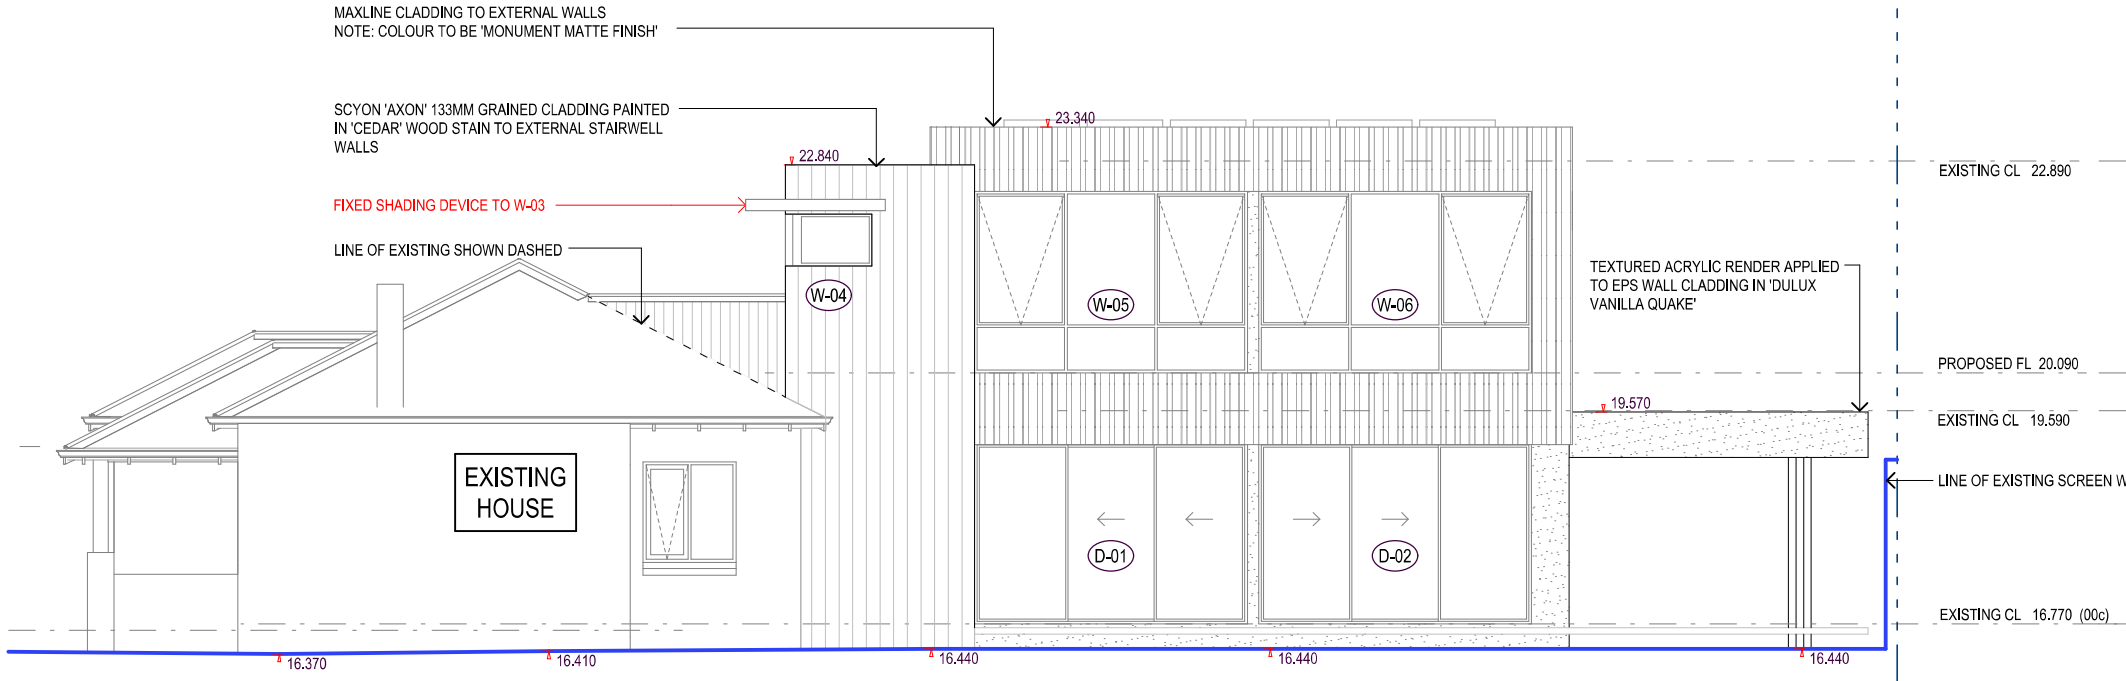 MAXLINE CLADDING TO EXTERNAL WALLS
NOTE: COLOUR TO BE 'MONUMENT MATTE FINISH'
SCYON 'AXON' 133MM GRAINED CLADDING PAINTED
IN 'CEDAR' WOOD STAIN TO EXTERNAL STAIRWELL
WALLS
23.340
22.840
EXISTING CL 22.890
FIXED SHADING DEVICE TO W-03
LINE OF EXISTING SHOWN DASHED
TEXTURED ACRYLIC RENDER APPLIED
TO EPS WALL CLADDING IN 'DULUX
VANILLA QUAKE'
W-04
W-05
W-06
PROPOSED FL 20.090
19.570
EXISTING CL 19.590
EXISTING
HOUSE
LINE OF EXISTING SCREEN W
D-01
D-02
EXISTING CL 16.770 (00c)
16.370
16.410
16.440
16.440
16.440